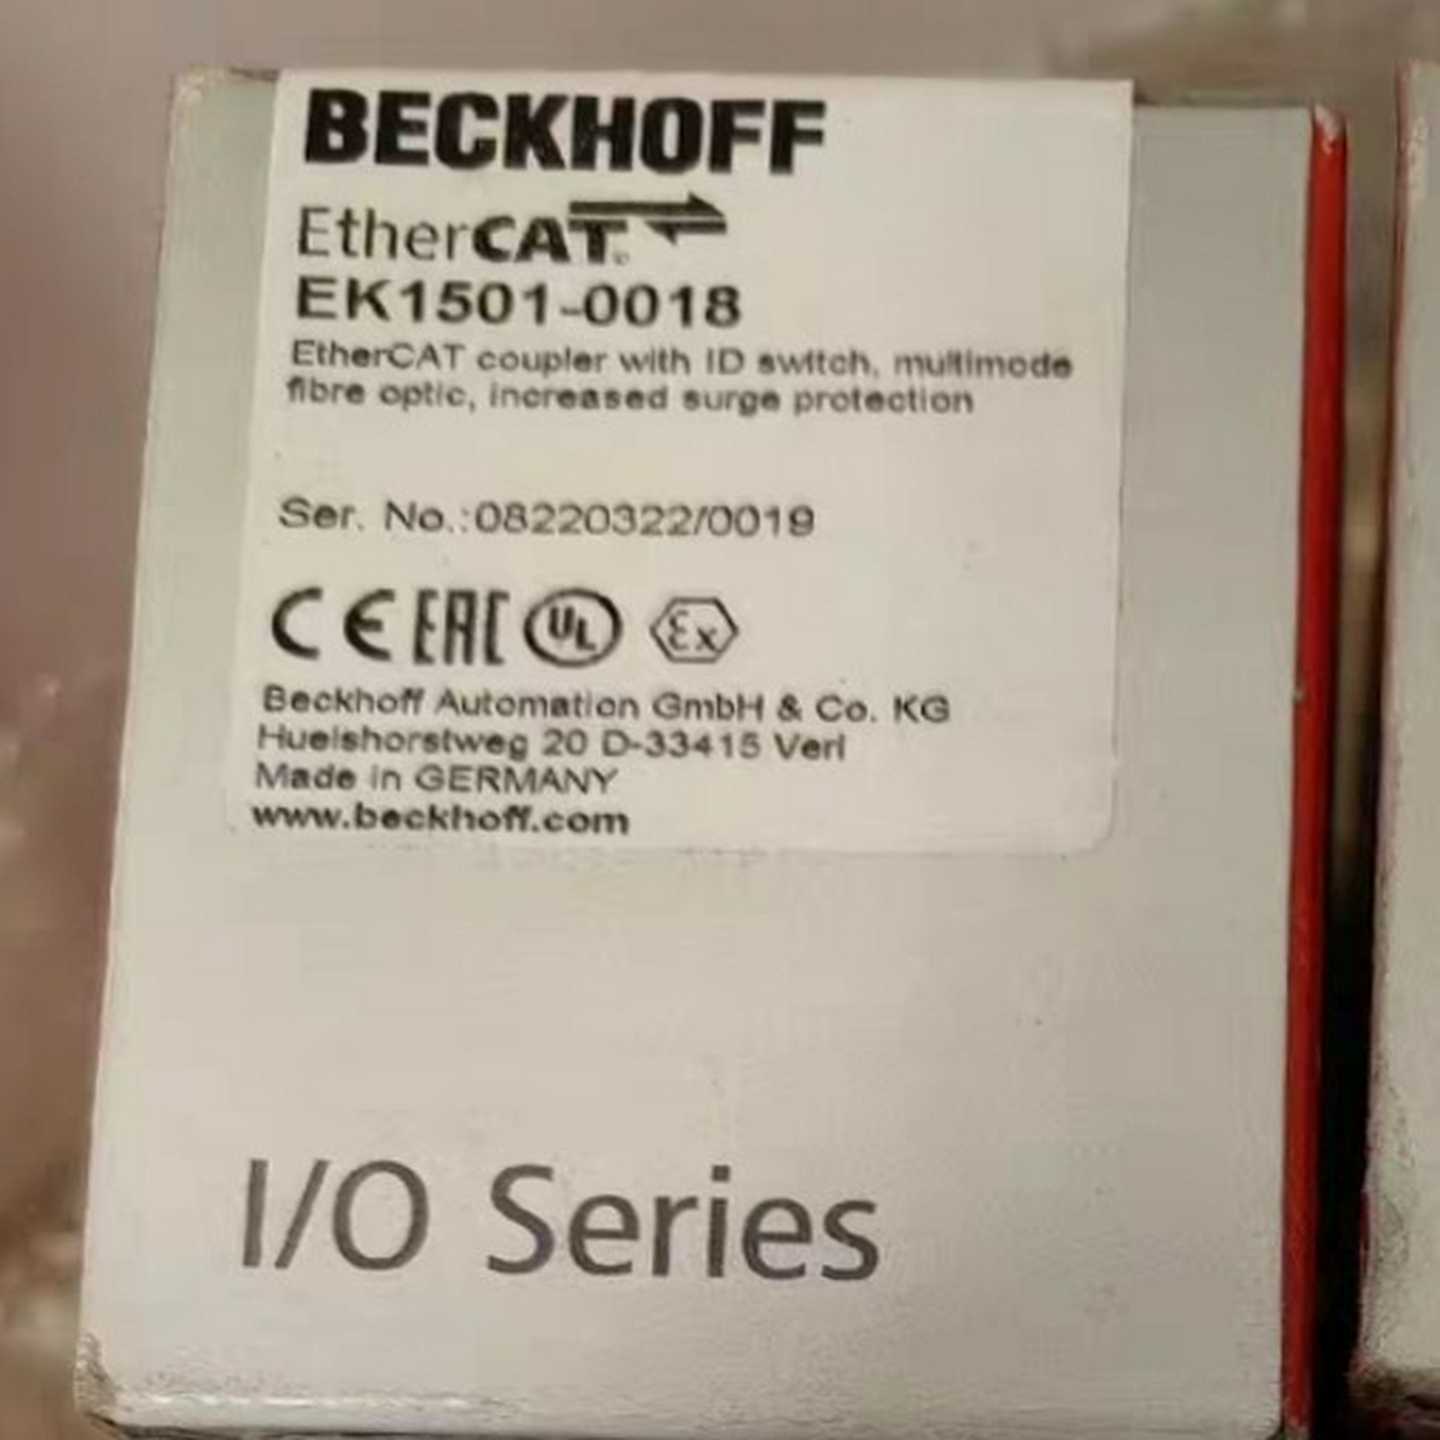 BECKHOFF
EtherCAT®
EK1501-0018
EtherCAT coupler with ID switch, multimode
fibre optic, increased surge protection
Ser. No.:08220322/0019
CE EAC UL Ex
Beckhoff Automation GmbH & Co. KG
Huelshorstweg 20 D-33415 Verl
Made in GERMANY
www.beckhoff.com
I/O Series